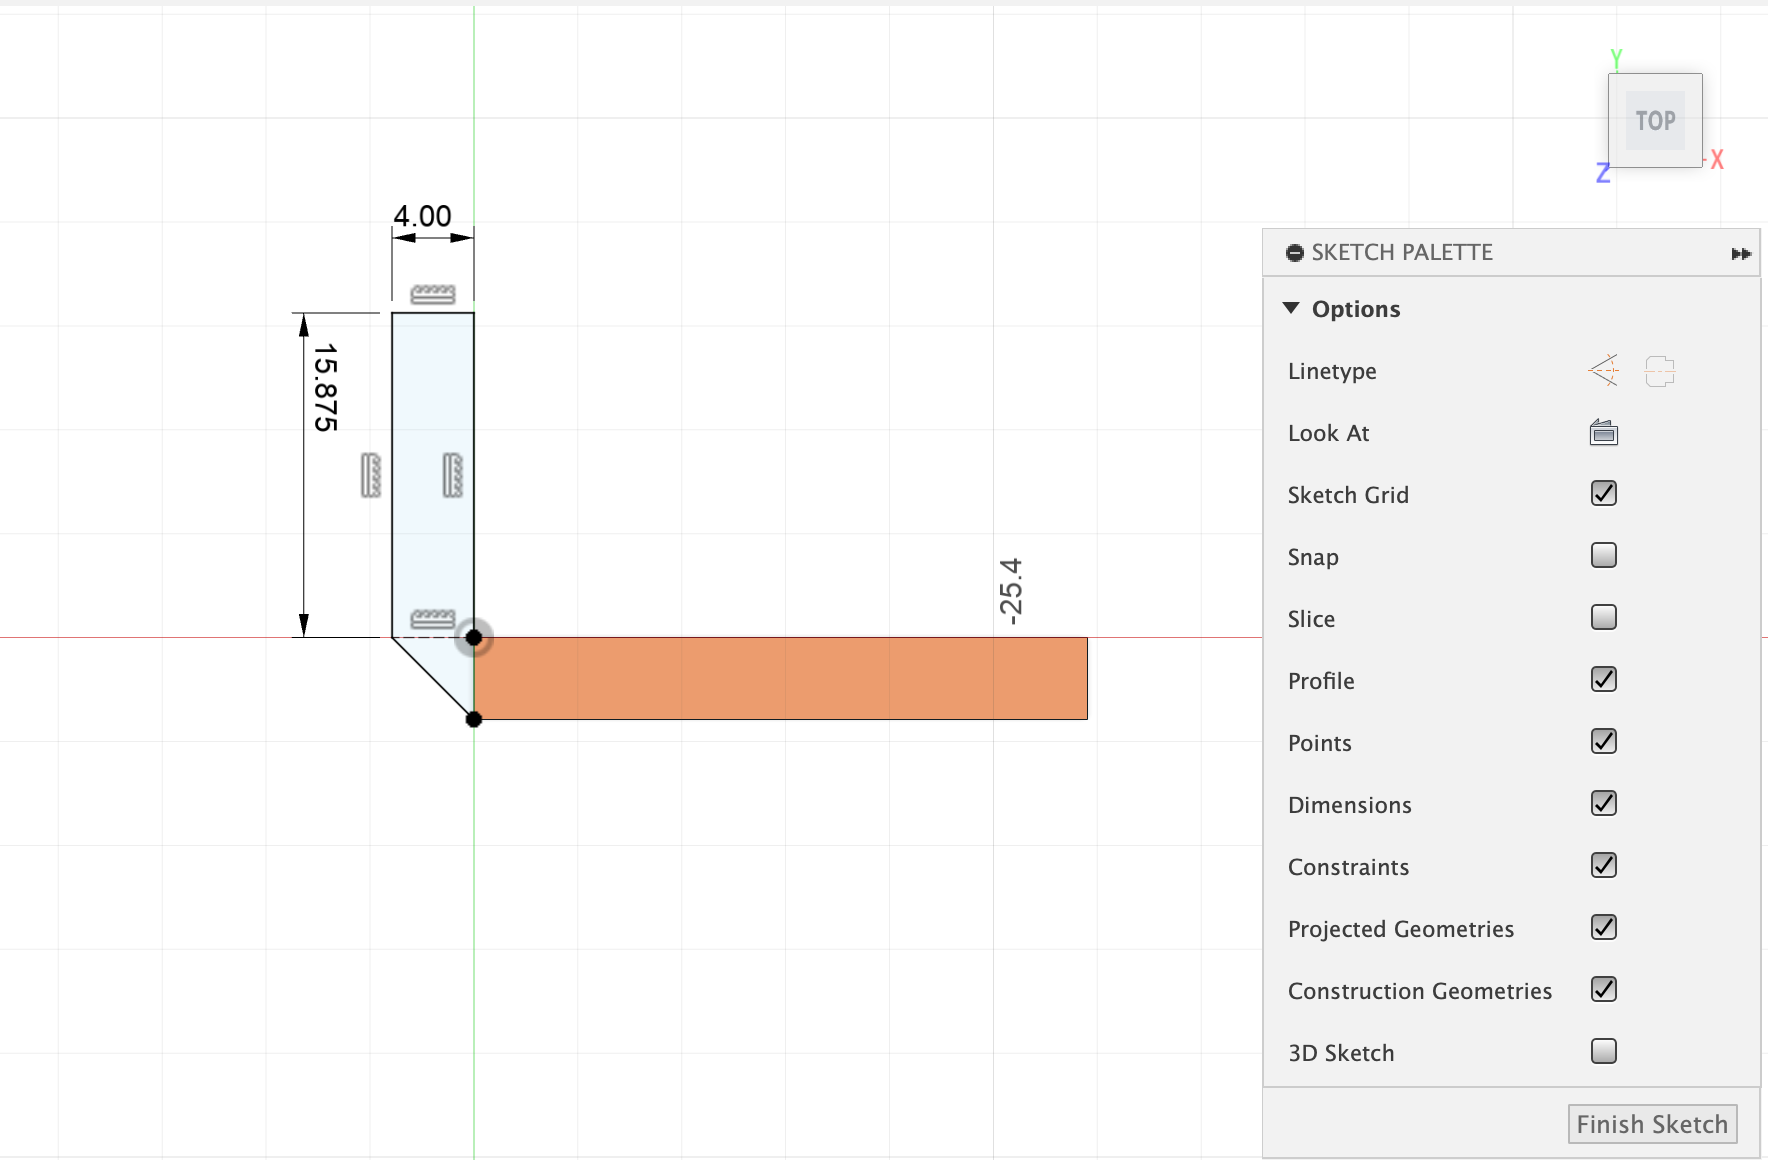 Y
TOP
-X
Z
4.00
15.875
-25.4
SKETCH PALETTE
Options
Linetype
Look At
Sketch Grid
Snap
Slice
Profile
Points
Dimensions
Constraints
Projected Geometries
Construction Geometries
3D Sketch
Finish Sketch